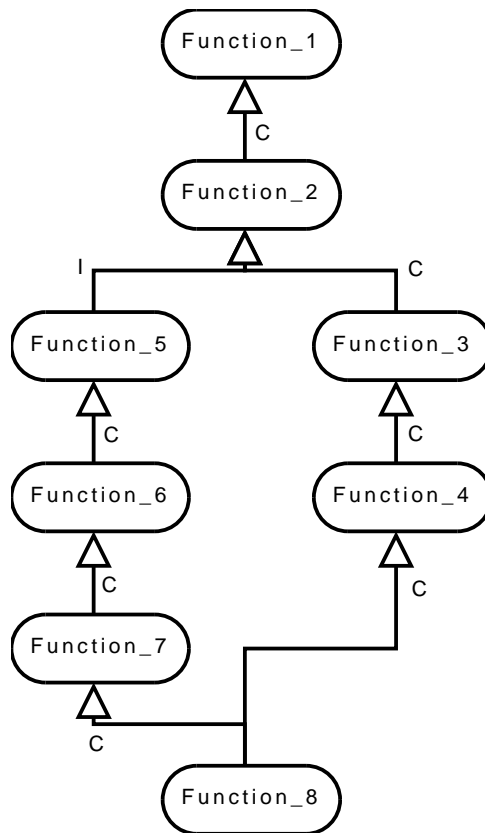 Function_1
C
Function_2
I
C
Function_5
Function_3
C
C
Function_6
Function_4
C
C
Function_7
C
Function_8